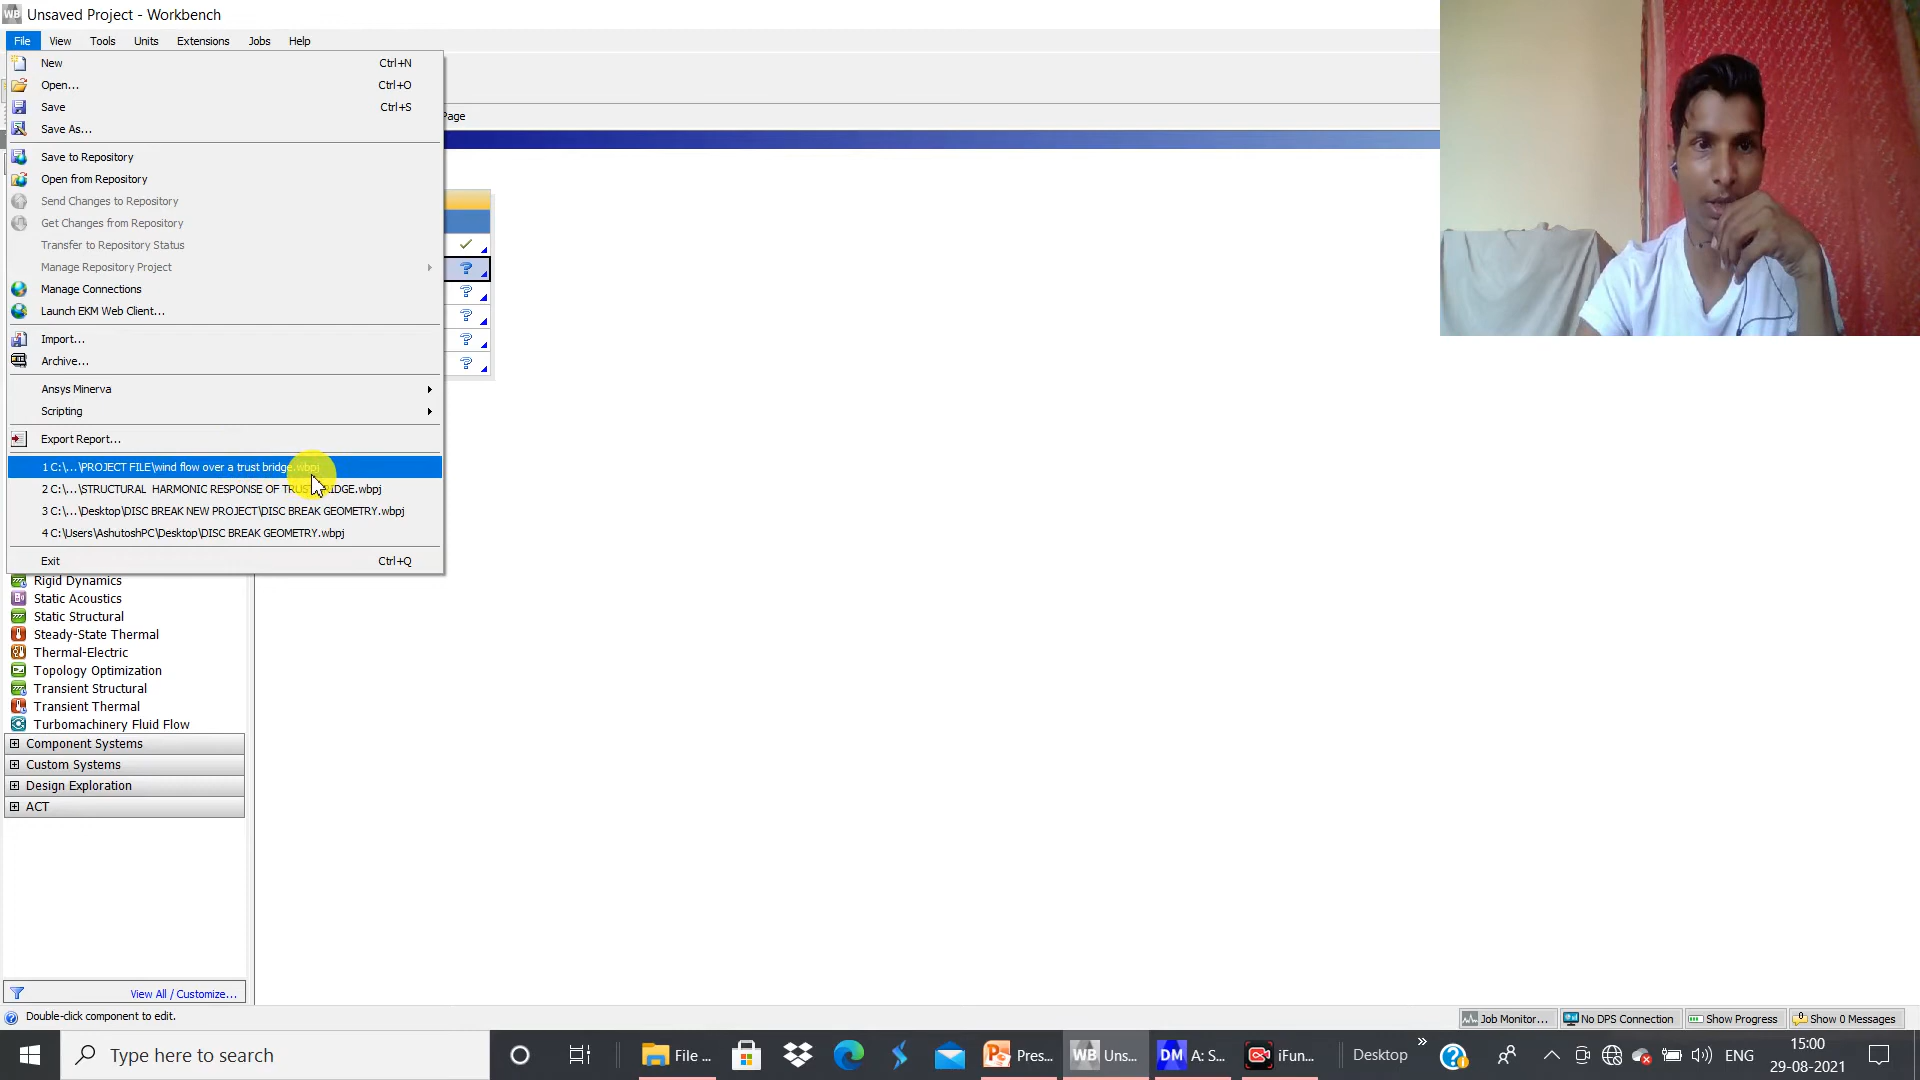 WB Unsaved Project - Workbench
File View Tools Units Extensions Jobs Help
New Ctrl+N
Open... Ctrl+O
Save Ctrl+S
Page
Save As...
Save to Repository
Open from Repository
Send Changes to Repository
Get Changes from Repository
Transfer to Repository Status
Manage Repository Project
Manage Connections
Launch EKM Web Client...
Import...
Archive...
Ansys Minerva
Scripting
Export Report...
1 C:\...\PROJECT FILE\wind flow over a trust bridge.wbpj
2 C:\...\STRUCTURAL HARMONIC RESPONSE OF TRUST BRIDGE.wbpj
3 C:\...\Desktop\DISC BREAK NEW PROJECT\DISC BREAK GEOMETRY.wbpj
4 C:\Users\AshutoshPC\Desktop\DISC BREAK GEOMETRY.wbpj
Exit Ctrl+Q
Rigid Dynamics
Static Acoustics
Static Structural
Steady-State Thermal
Thermal-Electric
Topology Optimization
Transient Structural
Transient Thermal
Turbomachinery Fluid Flow
Component Systems
Custom Systems
Design Exploration
ACT
View All / Customize...
Double-click component to edit.
Job Monitor... No DPS Connection Show Progress Show 0 Messages
Type here to search
File ... Pres... WB Uns... DM A: S... iFun... Desktop » ENG
15:00
29-08-2021